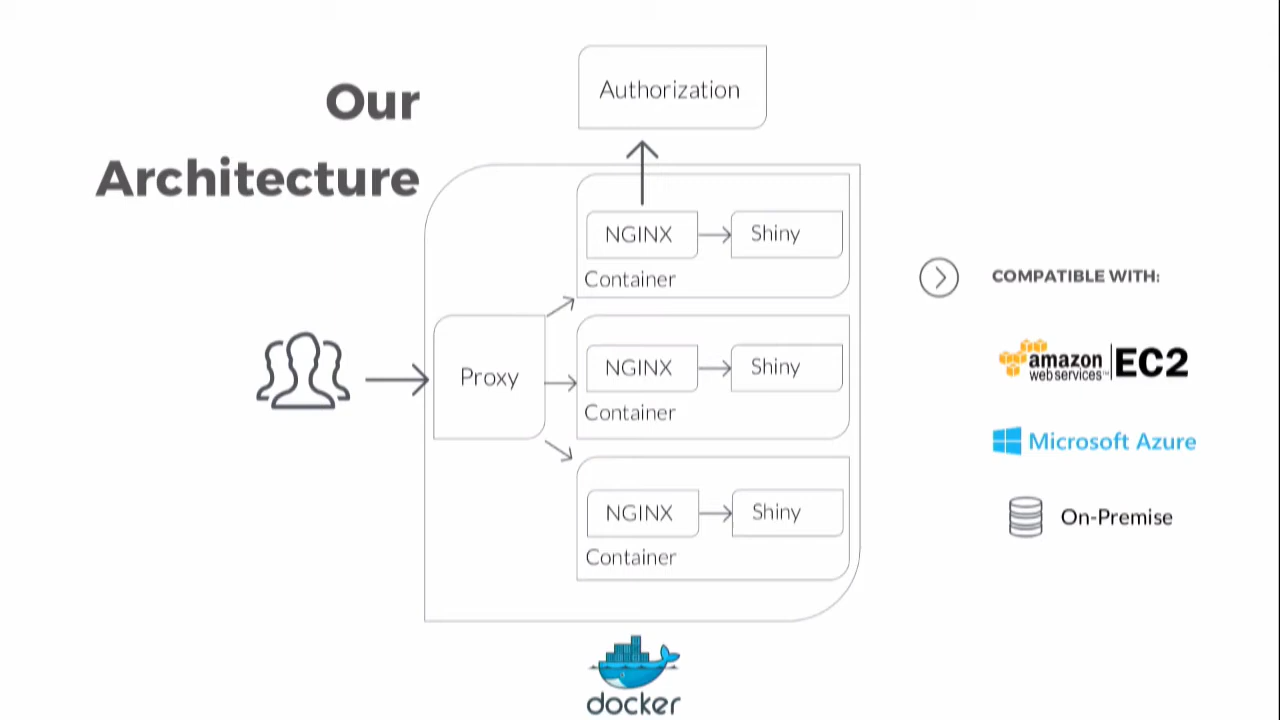 Our
Architecture
Authorization
NGINX
Shiny
Container
Proxy
NGINX
Shiny
Container
NGINX
Shiny
Container
docker
COMPATIBLE WITH:
amazon
web services™
EC2
Microsoft Azure
On-Premise